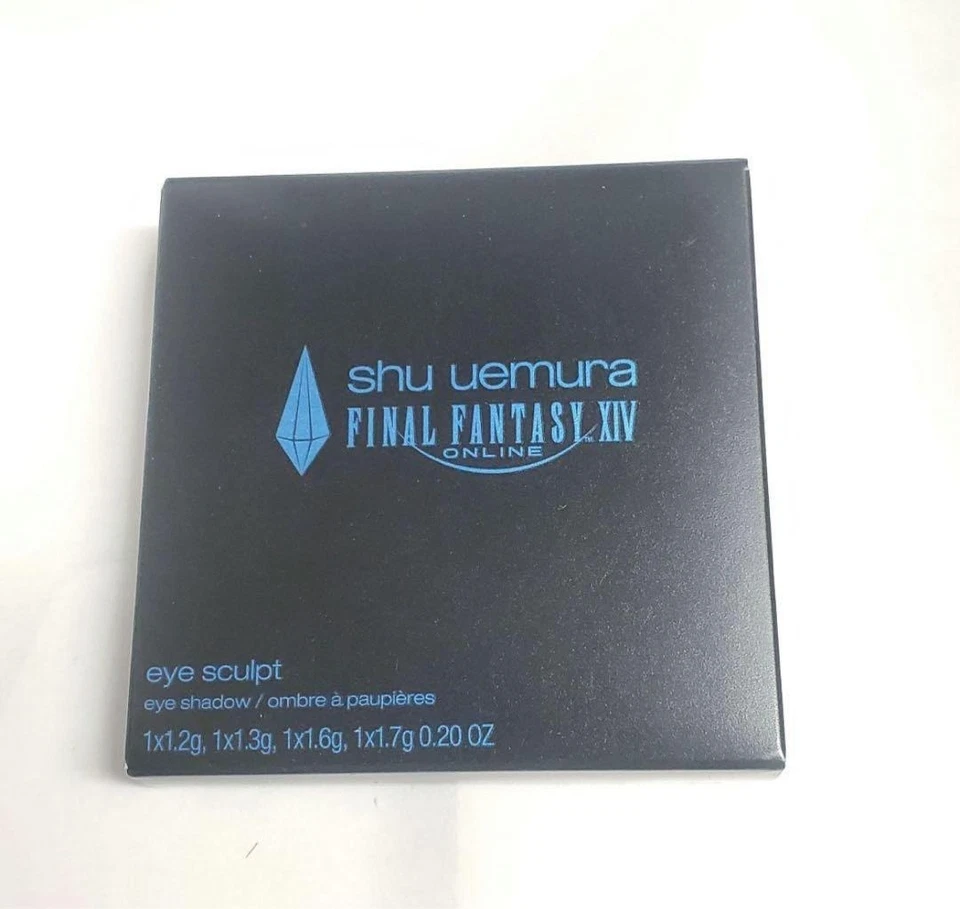 shu uemura
FINAL FANTASY™ XIV
ONLINE
eye sculpt
eye shadow / ombre à paupières
1x1.2g, 1x1.3g, 1x1.6g, 1x1.7g 0.20 OZ